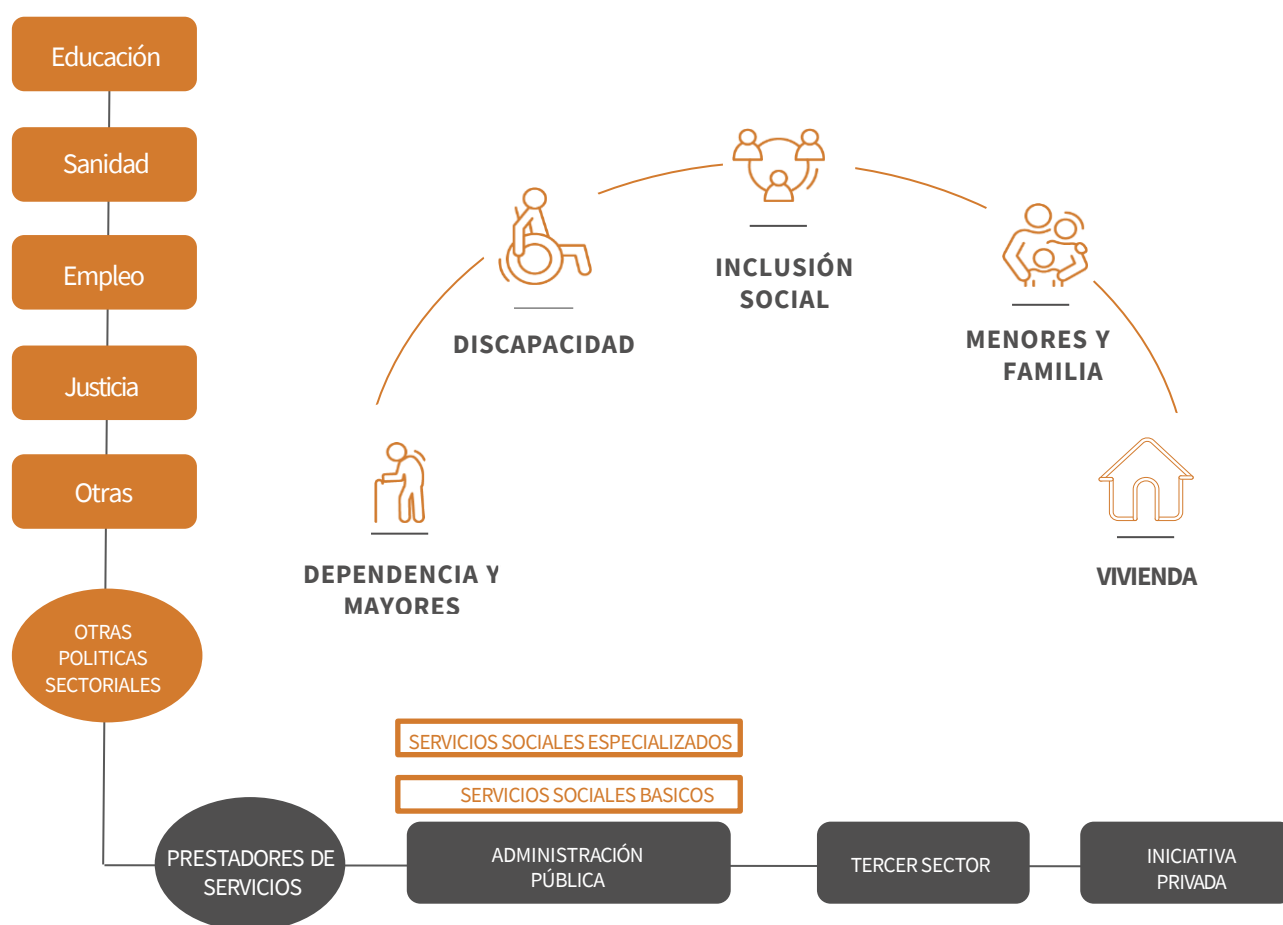 Educación
Sanidad
Empleo
Justicia
Otras
OTRAS
POLITICAS
SECTORIALES
INCLUSIÓN
SOCIAL
DISCAPACIDAD
MENORES Y
FAMILIA
DEPENDENCIA Y
MAYORES
VIVIENDA
SERVICIOS SOCIALES ESPECIALIZADOS
SERVICIOS SOCIALES BASICOS
PRESTADORES DE
SERVICIOS
ADMINISTRACIÓN
PÚBLICA
TERCER SECTOR
INICIATIVA
PRIVADA